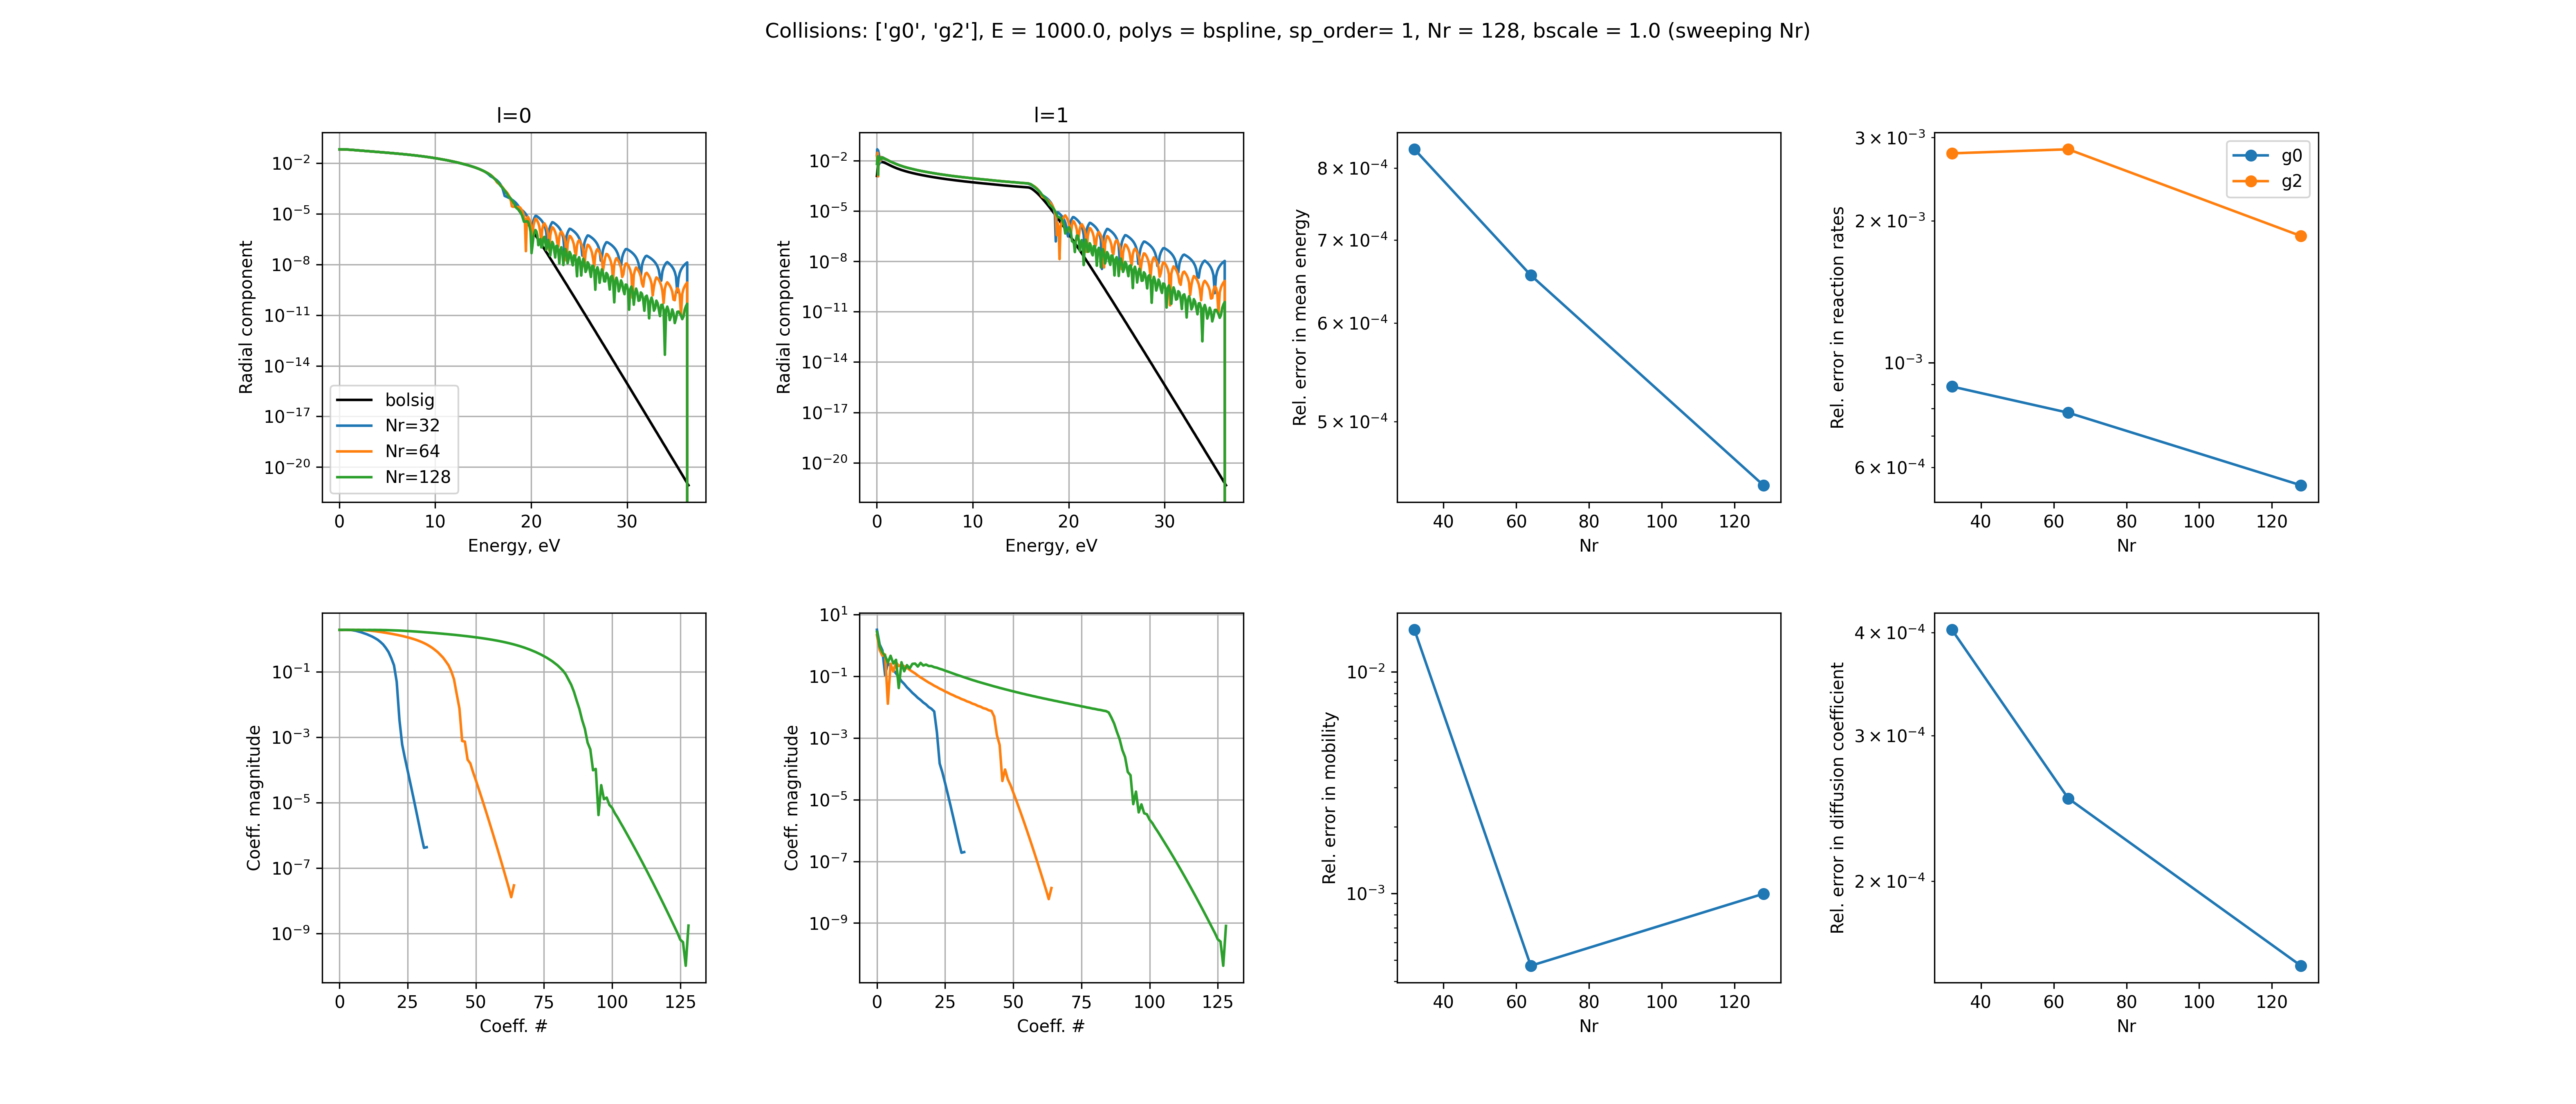 Collisions: ['g0', 'g2'], E = 1000.0, polys = bspline, sp_order= 1, Nr = 128, bscale = 1.0 (sweeping Nr)
l=0
Radial component
10⁻²
10⁻⁵
10⁻⁸
10⁻¹¹
10⁻¹⁴
10⁻¹⁷
10⁻²⁰
bolsig
Nr=32
Nr=64
Nr=128
0 10 20 30
Energy, eV
l=1
Radial component
10⁻²
10⁻⁵
10⁻⁸
10⁻¹¹
10⁻¹⁴
10⁻¹⁷
10⁻²⁰
0 10 20 30
Energy, eV
Rel. error in mean energy
8 × 10⁻⁴
7 × 10⁻⁴
6 × 10⁻⁴
5 × 10⁻⁴
40 60 80 100 120
Nr
Rel. error in reaction rates
3 × 10⁻³
2 × 10⁻³
10⁻³
6 × 10⁻⁴
g0
g2
40 60 80 100 120
Nr
Coeff. magnitude
10⁻¹
10⁻³
10⁻⁵
10⁻⁷
10⁻⁹
0 25 50 75 100 125
Coeff. #
Coeff. magnitude
10¹
10⁻¹
10⁻³
10⁻⁵
10⁻⁷
10⁻⁹
0 25 50 75 100 125
Coeff. #
Rel. error in mobility
10⁻²
10⁻³
40 60 80 100 120
Nr
Rel. error in diffusion coefficient
4 × 10⁻⁴
3 × 10⁻⁴
2 × 10⁻⁴
40 60 80 100 120
Nr